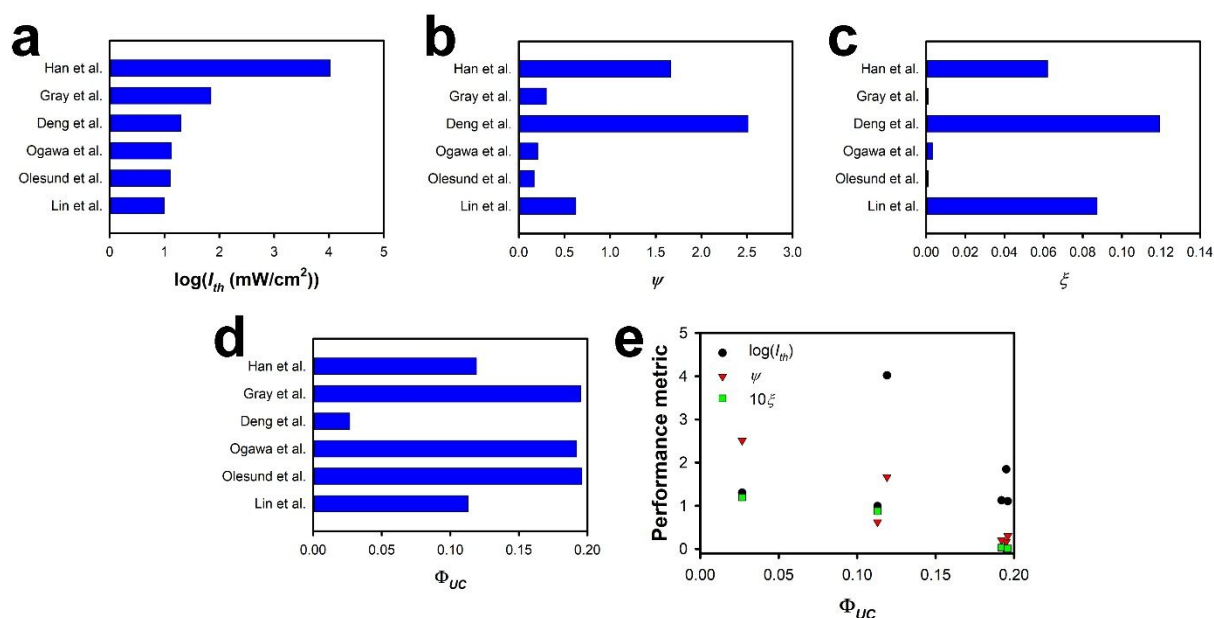 a
Han et al.
Gray et al.
Deng et al.
Ogawa et al.
Olesund et al.
Lin et al.
0 1 2 3 4 5
log(I_th (mW/cm²))
b
Han et al.
Gray et al.
Deng et al.
Ogawa et al.
Olesund et al.
Lin et al.
0.0 0.5 1.0 1.5 2.0 2.5 3.0
ψ
c
Han et al.
Gray et al.
Deng et al.
Ogawa et al.
Olesund et al.
Lin et al.
0.00 0.02 0.04 0.06 0.08 0.10 0.12 0.14
ξ
d
Han et al.
Gray et al.
Deng et al.
Ogawa et al.
Olesund et al.
Lin et al.
0.00 0.05 0.10 0.15 0.20
Φ_UC
e
Performance metric
5
4
3
2
1
0
log(I_th)
ψ
10ξ
0.00 0.05 0.10 0.15 0.20
Φ_UC